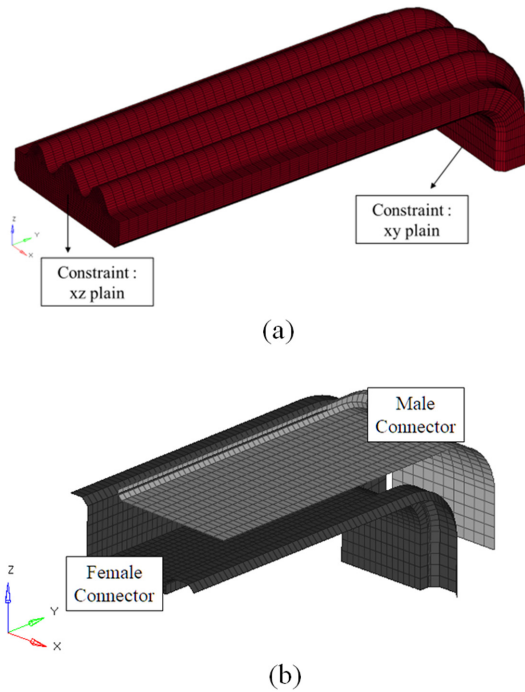 Constraint :
xy plain
Z
Y
X
Constraint :
xz plain
(a)
Male
Connector
Female
Connector
Z
Y
X
(b)